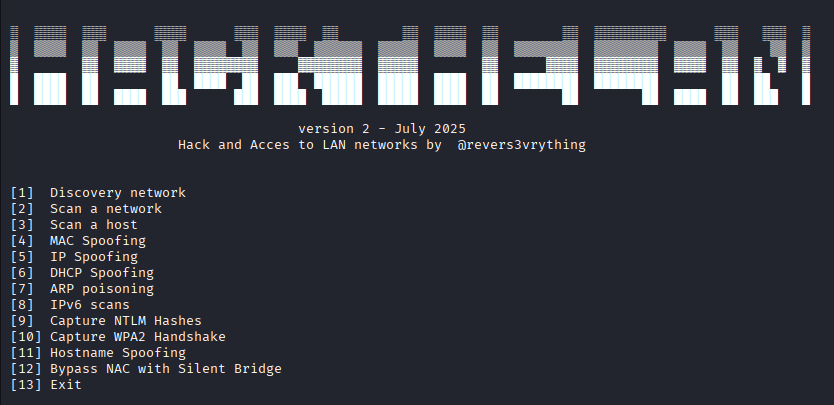 version 2 - July 2025
Hack and Acces to LAN networks by @revers3vrything
[1] Discovery network
[2] Scan a network
[3] Scan a host
[4] MAC Spoofing
[5] IP Spoofing
[6] DHCP Spoofing
[7] ARP poisoning
[8] IPv6 scans
[9] Capture NTLM Hashes
[10] Capture WPA2 Handshake
[11] Hostname Spoofing
[12] Bypass NAC with Silent Bridge
[13] Exit